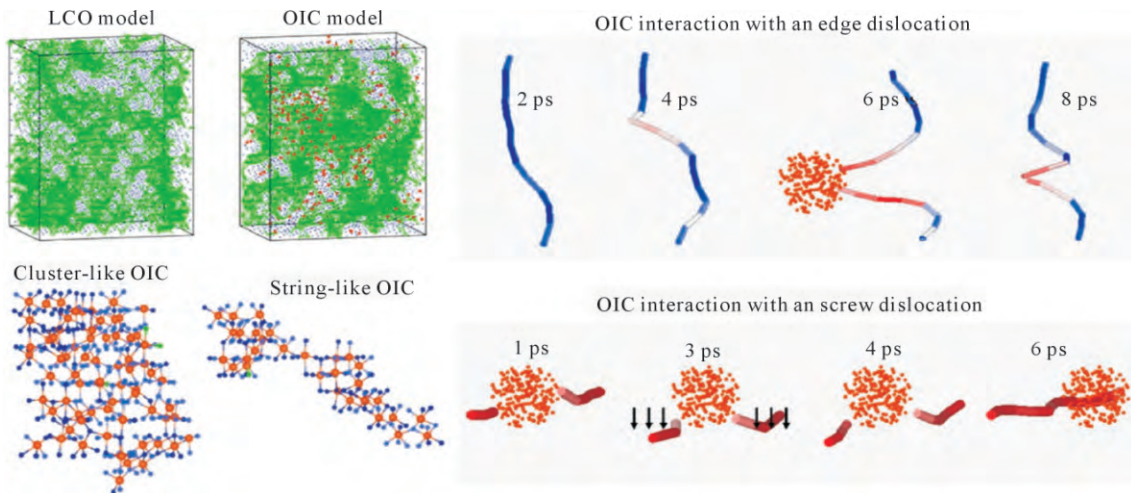 LCO model
OIC model
OIC interaction with an edge dislocation
2 ps
4 ps
6 ps
8 ps
Cluster-like OIC
String-like OIC
OIC interaction with an screw dislocation
1 ps
3 ps
4 ps
6 ps